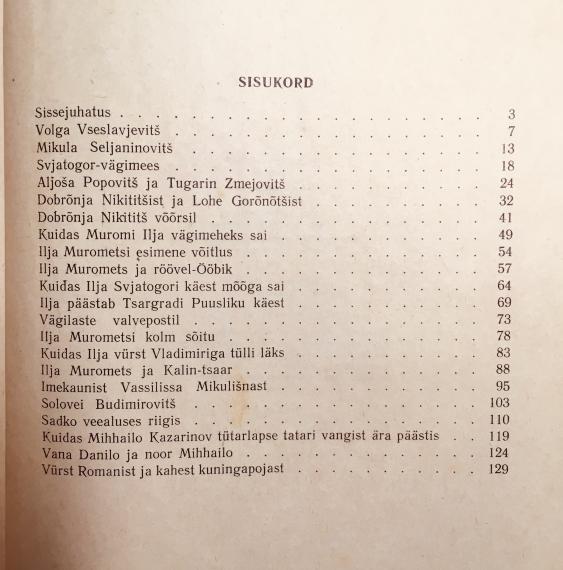 SISUKORD
Sissejuhatus . . . . . . . . . . . . . . . . . . . 3
Volga Vseslavjevitš . . . . . . . . . . . . . . . . 7
Mikula Seljaninovitš . . . . . . . . . . . . . . . . 13
Svjatogor-vägimees . . . . . . . . . . . . . . . . 18
Aljoša Popovitš ja Tugarin Zmejovitš . . . . . . . . . . 24
Dobrõnja Nikititšist ja Lohe Gorõnõtšist . . . . . . . . . 32
Dobrõnja Nikititš võõrsil . . . . . . . . . . . . . . 41
Kuidas Muromi Ilja vägimeheks sai . . . . . . . . . . . 49
Ilja Murometsi esimene võitlus . . . . . . . . . . . . 54
Ilja Muromets ja röövel-Ööbik . . . . . . . . . . . . 57
Kuidas Ilja Svjatogori käest mõõga sai . . . . . . . . . . 64
Ilja päästab Tsargradi Puusliku käest . . . . . . . . . . 69
Vägilaste valvepostil . . . . . . . . . . . . . . . 73
Ilja Murometsi kolm sõitu . . . . . . . . . . . . . 78
Kuidas Ilja vürst Vladimiriga tülli läks . . . . . . . . . . 83
Ilja Muromets ja Kalin-tsaar . . . . . . . . . . . . 88
Imekaunist Vassilissa Mikulišnast . . . . . . . . . . . 95
Solovei Budimirovitš . . . . . . . . . . . . . . . 103
Sadko veealuses riigis . . . . . . . . . . . . . . . 110
Kuidas Mihhailo Kazarinov tütarlapse tatari vangist ära päästis . . 119
Vana Danilo ja noor Mihhailo . . . . . . . . . . . . 124
Vürst Romanist ja kahest kuningapojast . . . . . . . . . . 129